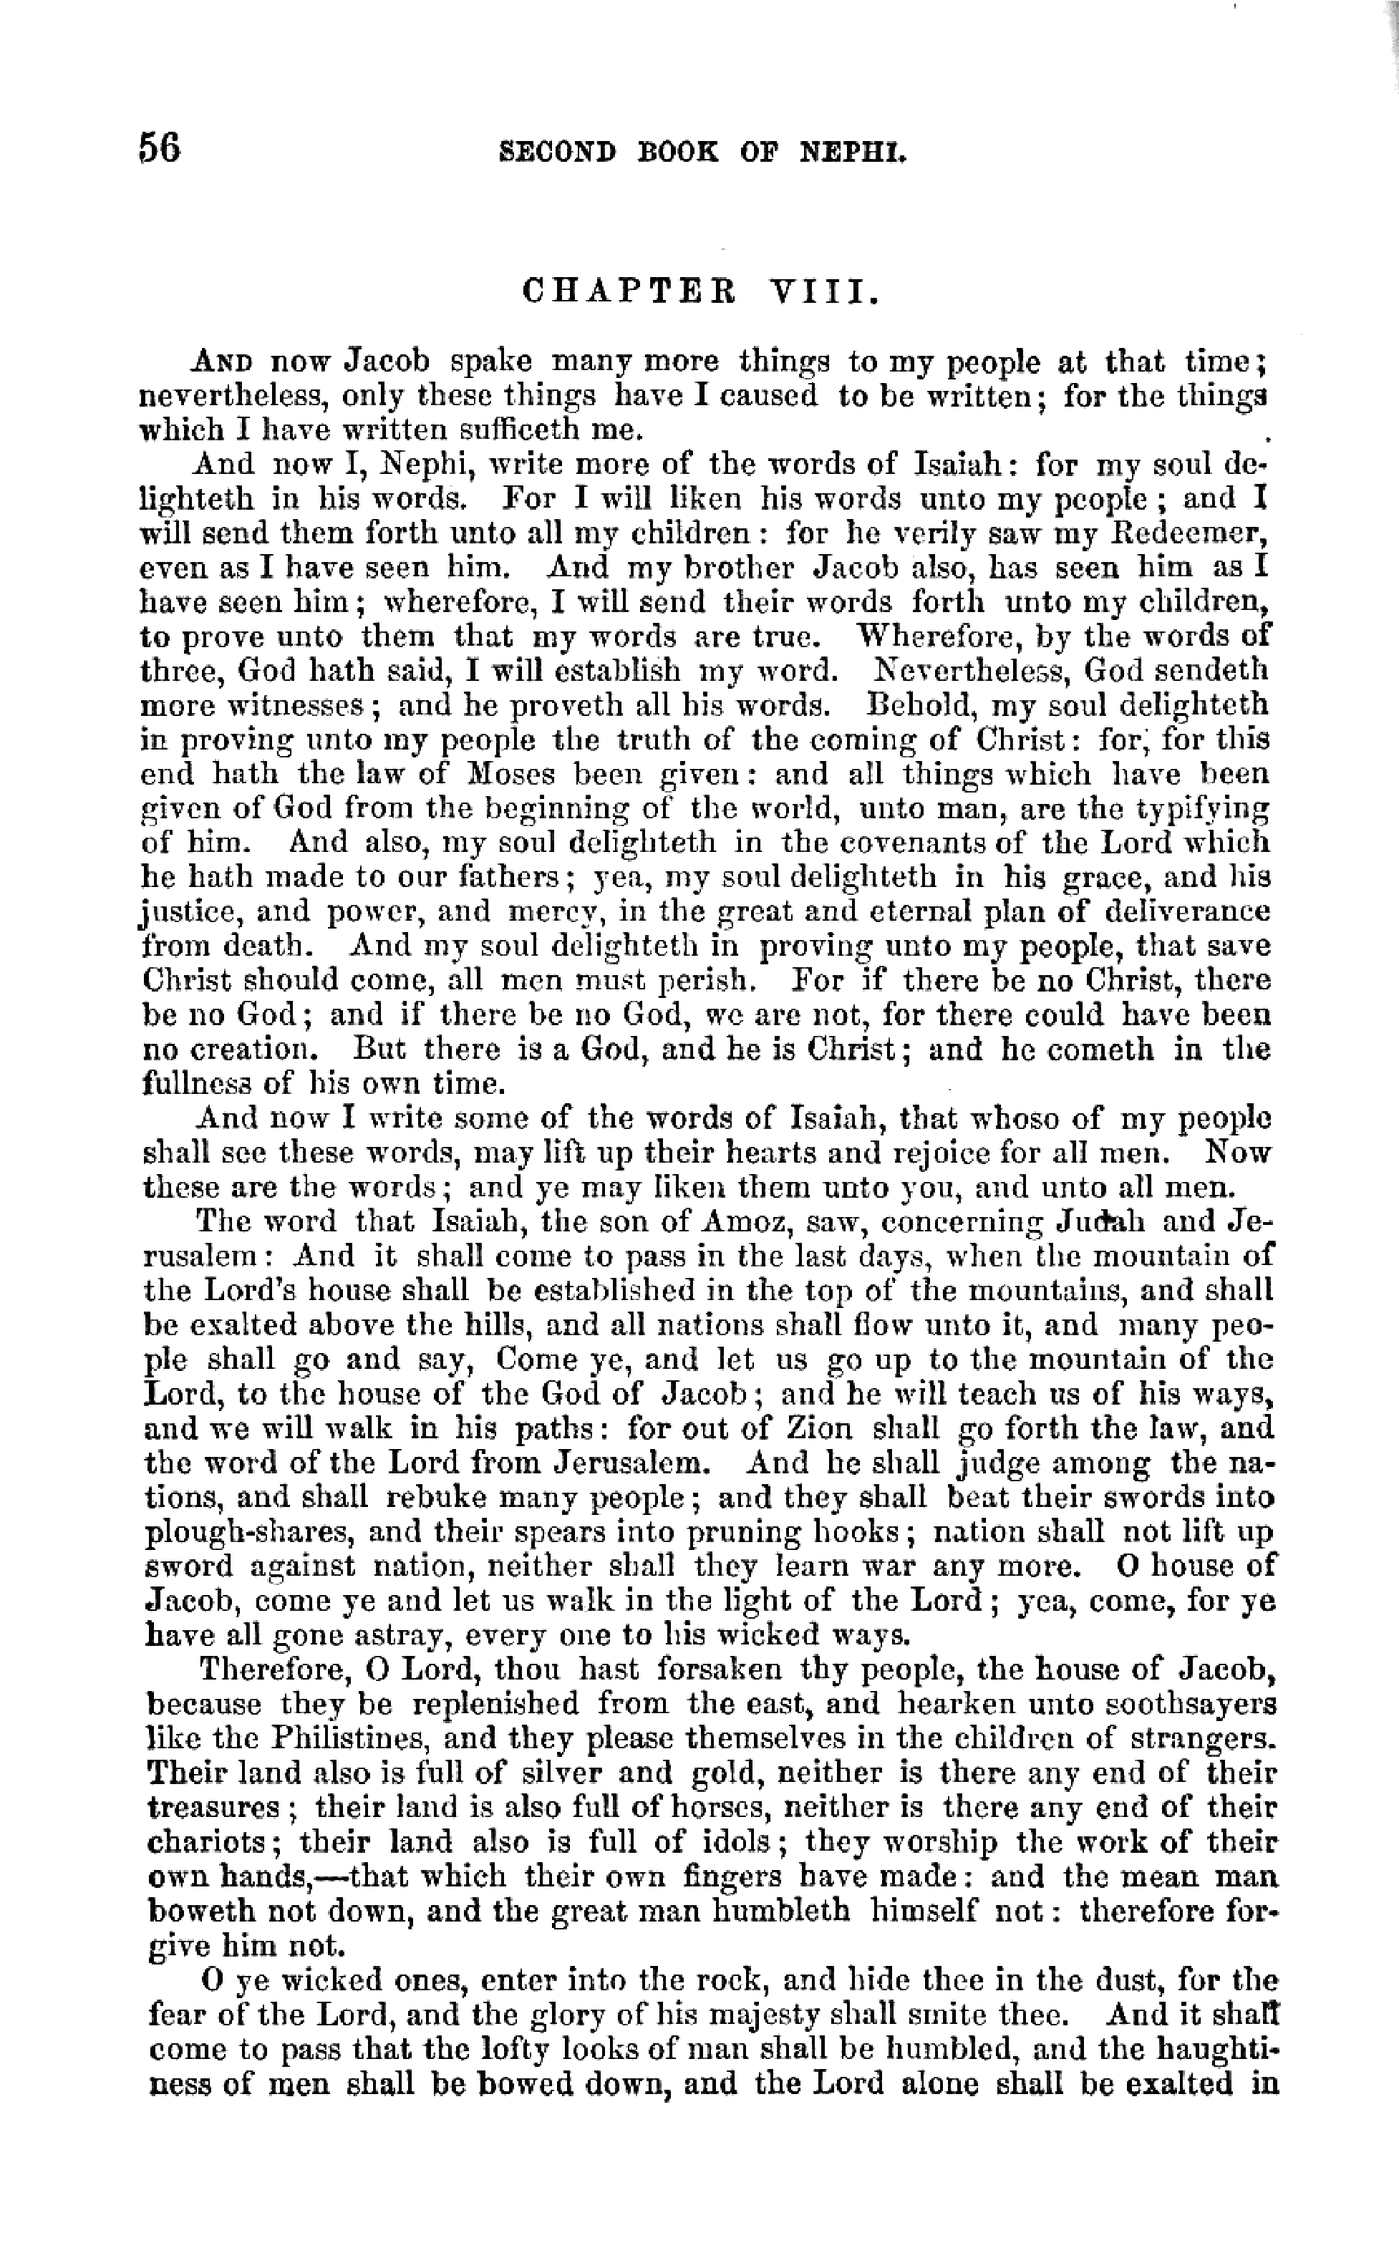 56 SECOND BOOK OF NEPHI.
CHAPTER VIII.
AND now Jacob spake many more things to my people at that time;
nevertheless, only these things have I caused to be written; for the things
which I have written sufficeth me.
And now I, Nephi, write more of the words of Isaiah: for my soul de-
lighteth in his words. For I will liken his words unto my people; and I
will send them forth unto all my children: for he verily saw my Redeemer,
even as I have seen him. And my brother Jacob also, has seen him as I
have seen him; wherefore, I will send their words forth unto my children,
to prove unto them that my words are true. Wherefore, by the words of
three, God hath said, I will establish my word. Nevertheless, God sendeth
more witnesses; and he proveth all his words. Behold, my soul delighteth
in proving unto my people the truth of the coming of Christ: for, for this
end hath the law of Moses been given: and all things which have been
given of God from the beginning of the world, unto man, are the typifying
of him. And also, my soul delighteth in the covenants of the Lord which
he hath made to our fathers; yea, my soul delighteth in his grace, and his
justice, and power, and mercy, in the great and eternal plan of deliverance
from death. And my soul delighteth in proving unto my people, that save
Christ should come, all men must perish. For if there be no Christ, there
be no God; and if there be no God, we are not, for there could have been
no creation. But there is a God, and he is Christ; and he cometh in the
fullness of his own time.
And now I write some of the words of Isaiah, that whoso of my people
shall see these words, may lift up their hearts and rejoice for all men. Now
these are the words; and ye may liken them unto you, and unto all men.
The word that Isaiah, the son of Amoz, saw, concerning Judah and Je-
rusalem: And it shall come to pass in the last days, when the mountain of
the Lord's house shall be established in the top of the mountains, and shall
be exalted above the hills, and all nations shall flow unto it, and many peo-
ple shall go and say, Come ye, and let us go up to the mountain of the
Lord, to the house of the God of Jacob; and he will teach us of his ways,
and we will walk in his paths: for out of Zion shall go forth the law, and
the word of the Lord from Jerusalem. And he shall judge among the na-
tions, and shall rebuke many people; and they shall beat their swords into
plough-shares, and their spears into pruning hooks; nation shall not lift up
sword against nation, neither shall they learn war any more. O house of
Jacob, come ye and let us walk in the light of the Lord; yea, come, for ye
have all gone astray, every one to his wicked ways.
Therefore, O Lord, thou hast forsaken thy people, the house of Jacob,
because they be replenished from the east, and hearken unto soothsayers
like the Philistines, and they please themselves in the children of strangers.
Their land also is full of silver and gold, neither is there any end of their
treasures; their land is also full of horses, neither is there any end of their
chariots; their land also is full of idols; they worship the work of their
own hands,—that which their own fingers have made: and the mean man
boweth not down, and the great man humbleth himself not: therefore for-
give him not.
O ye wicked ones, enter into the rock, and hide thee in the dust, for the
fear of the Lord, and the glory of his majesty shall smite thee. And it shall
come to pass that the lofty looks of man shall be humbled, and the haughti-
ness of men shall be bowed down, and the Lord alone shall be exalted in